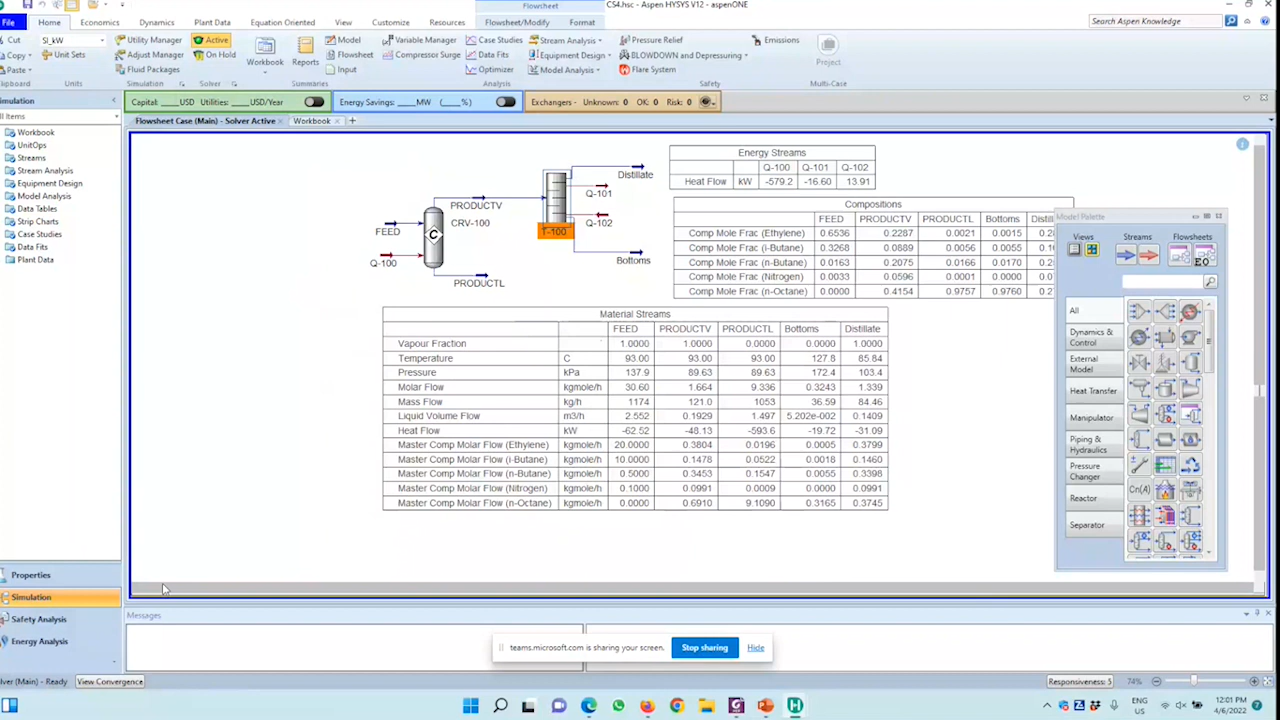 Flowsheet
CS4.hsc - Aspen HYSYS V12 - aspenONE
File Home Economics Dynamics Plant Data Equation Oriented View Customize Resources Flowsheet/Modify Format Search Aspen Knowledge
Cut SI_kW Utility Manager Active Model Flowsheet Input Variable Manager Compressor Surge Case Studies Data Fits Optimizer Stream Analysis Equipment Design Model Analysis Pressure Relief BLOWDOWN and Depressuring Flare System Emissions
Copy Unit Sets Adjust Manager On Hold Workbook Reports Project
Paste Fluid Packages
Clipboard Units Simulation Solver Summaries Analysis Safety Multi-Case
Simulation
Capital: ____USD Utilities: ____USD/Year Energy Savings: ____MW (____%) Exchangers - Unknown: 0 OK: 0 Risk: 0
All Items
Flowsheet Case (Main) - Solver Active Workbook
Workbook
UnitOps
Streams
Stream Analysis
Equipment Design
Model Analysis
Data Tables
Strip Charts
Case Studies
Data Fits
Plant Data
FEED
Q-100
PRODUCTV
CRV-100
C
PRODUCTL
T-100
Distillate
Q-101
Q-102
Bottoms
Energy Streams
Q-100 Q-101 Q-102
Heat Flow kW -579.2 -16.60 13.91
Compositions
FEED PRODUCTV PRODUCTL Bottoms
Comp Mole Frac (Ethylene) 0.6536 0.2287 0.0021 0.0015
Comp Mole Frac (i-Butane) 0.3268 0.0889 0.0056 0.0055
Comp Mole Frac (n-Butane) 0.0163 0.2075 0.0166 0.0170
Comp Mole Frac (Nitrogen) 0.0033 0.0596 0.0001 0.0000
Comp Mole Frac (n-Octane) 0.0000 0.4154 0.9757 0.9760
Material Streams
FEED PRODUCTV PRODUCTL Bottoms Distillate
Vapour Fraction 1.0000 1.0000 0.0000 0.0000 1.0000
Temperature C 93.00 93.00 93.00 127.8 85.84
Pressure kPa 137.9 89.63 89.63 172.4 103.4
Molar Flow kgmole/h 30.60 1.664 9.336 0.3243 1.339
Mass Flow kg/h 1174 121.0 1053 36.59 84.46
Liquid Volume Flow m3/h 2.552 0.1929 1.497 5.202e-002 0.1409
Heat Flow kW -62.52 -48.13 -593.6 -19.72 -31.09
Master Comp Molar Flow (Ethylene) kgmole/h 20.0000 0.3804 0.0196 0.0005 0.3799
Master Comp Molar Flow (i-Butane) kgmole/h 10.0000 0.1478 0.0522 0.0018 0.1460
Master Comp Molar Flow (n-Butane) kgmole/h 0.5000 0.3453 0.1547 0.0055 0.3398
Master Comp Molar Flow (Nitrogen) kgmole/h 0.1000 0.0991 0.0009 0.0000 0.0991
Master Comp Molar Flow (n-Octane) kgmole/h 0.0000 0.6910 9.1090 0.3165 0.3745
Model Palette
Views Streams Flowsheets
EO
All
Dynamics & Control
External Model
Heat Transfer
Manipulator
Piping & Hydraulics
Pressure Changer
Reactor
Separator
Cn(A)
Properties
Simulation
Safety Analysis
Energy Analysis
Messages
teams.microsoft.com is sharing your screen. Stop sharing Hide
Solver (Main) - Ready View Convergence Responsiveness: 5 74%
ENG
US
12:01 PM
4/6/2022